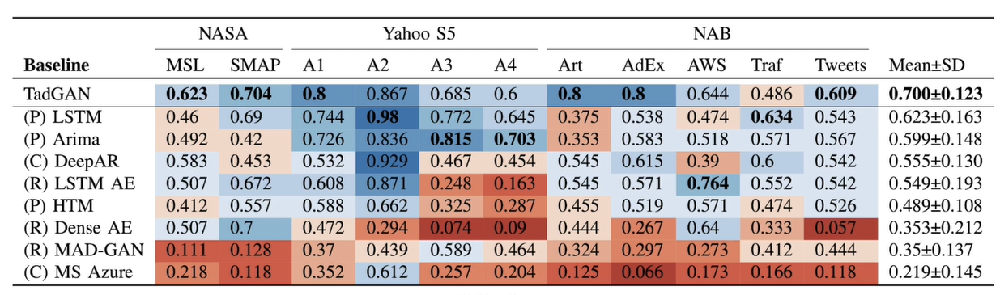 NASA Yahoo S5 NAB
Baseline MSL SMAP A1 A2 A3 A4 Art AdEx AWS Traf Tweets Mean±SD
TadGAN 0.623 0.704 0.8 0.867 0.685 0.6 0.8 0.8 0.644 0.486 0.609 0.700±0.123
(P) LSTM 0.46 0.69 0.744 0.98 0.772 0.645 0.375 0.538 0.474 0.634 0.543 0.623±0.163
(P) Arima 0.492 0.42 0.726 0.836 0.815 0.703 0.353 0.583 0.518 0.571 0.567 0.599±0.148
(C) DeepAR 0.583 0.453 0.532 0.929 0.467 0.454 0.545 0.615 0.39 0.6 0.542 0.555±0.130
(R) LSTM AE 0.507 0.672 0.608 0.871 0.248 0.163 0.545 0.571 0.764 0.552 0.542 0.549±0.193
(P) HTM 0.412 0.557 0.588 0.662 0.325 0.287 0.455 0.519 0.571 0.474 0.526 0.489±0.108
(R) Dense AE 0.507 0.7 0.472 0.294 0.074 0.09 0.444 0.267 0.64 0.333 0.057 0.353±0.212
(R) MAD-GAN 0.111 0.128 0.37 0.439 0.589 0.464 0.324 0.297 0.273 0.412 0.444 0.35±0.137
(C) MS Azure 0.218 0.118 0.352 0.612 0.257 0.204 0.125 0.066 0.173 0.166 0.118 0.219±0.145